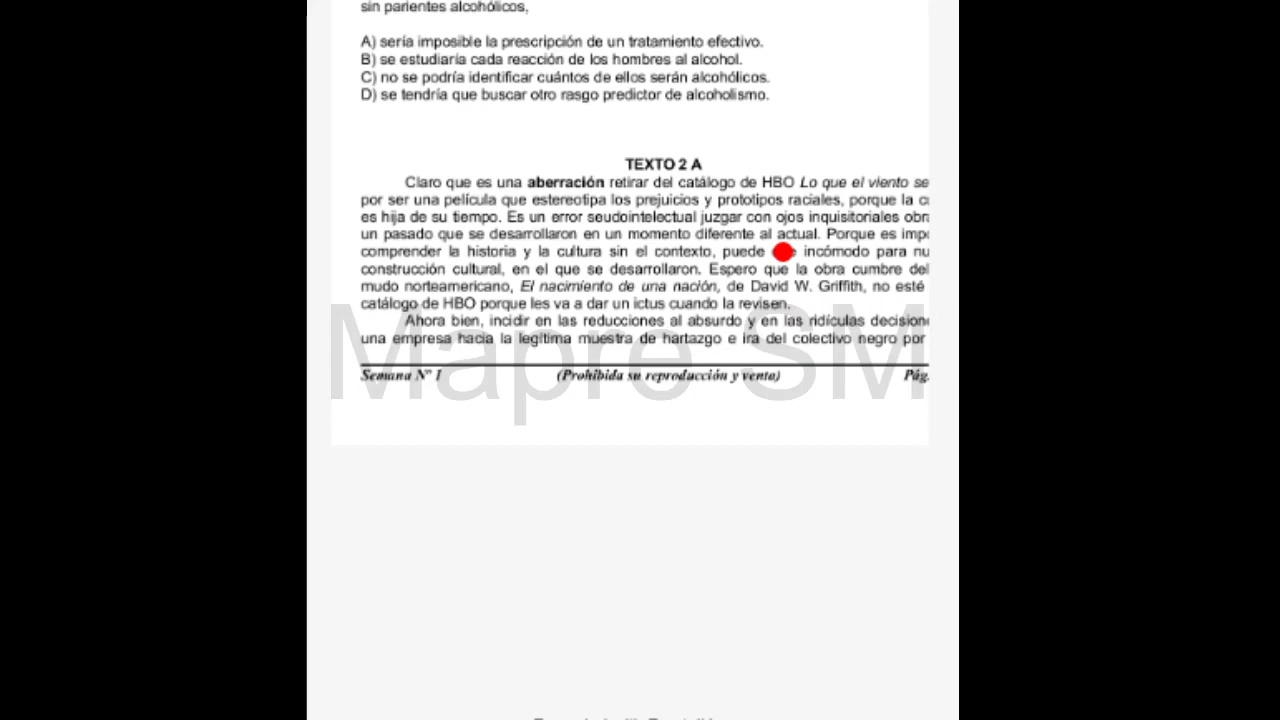 sin parientes alcohólicos,
A) sería imposible la prescripción de un tratamiento efectivo.
B) se estudiaría cada reacción de los hombres al alcohol.
C) no se podría identificar cuántos de ellos serán alcohólicos.
D) se tendría que buscar otro rasgo predictor de alcoholismo.
TEXTO 2 A
Claro que es una aberración retirar del catálogo de HBO Lo que el viento se
por ser una película que estereotipa los prejuicios y prototipos raciales, porque la
es hija de su tiempo. Es un error seudointelectual juzgar con ojos inquisitoriales
un pasado que se desarrollaron en un momento diferente al actual. Porque es
comprender la historia y la cultura sin el contexto, puede incómodo para
construcción cultural, en el que se desarrollaron. Espero que la obra cumbre del
mudo norteamericano, El nacimiento de una nación, de David W. Griffith, no esté
catálogo de HBO porque les va a dar un ictus cuando la revisen.
Ahora bien, incidir en las reducciones al absurdo y en las ridículas
una empresa hacia la legítima muestra de hartazgo e ira del colectivo negro por
Mapre SM
Semana Nº 1 (Prohibida su reproducción y venta) Pág.